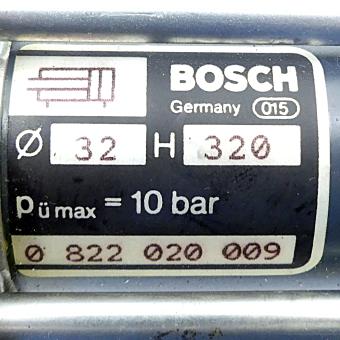 BOSCH
Germany 015
Ø 32 H 320
pü max = 10 bar
0 822 020 009